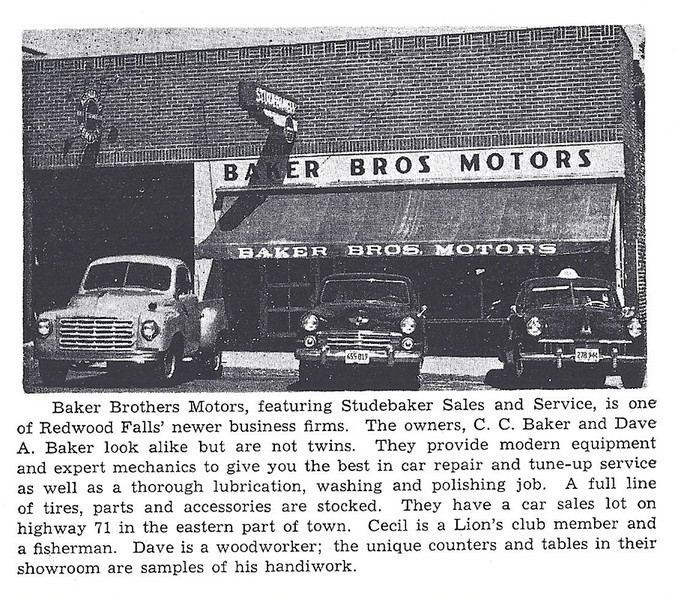 STUDEBAKER
BAKER BROS MOTORS
BAKER BROS. MOTORS
Baker Brothers Motors, featuring Studebaker Sales and Service, is one
of Redwood Falls' newer business firms. The owners, C. C. Baker and Dave
A. Baker look alike but are not twins. They provide modern equipment
and expert mechanics to give you the best in car repair and tune-up service
as well as a thorough lubrication, washing and polishing job. A full line
of tires, parts and accessories are stocked. They have a car sales lot on
highway 71 in the eastern part of town. Cecil is a Lion's club member and
a fisherman. Dave is a woodworker; the unique counters and tables in their
showroom are samples of his handiwork.